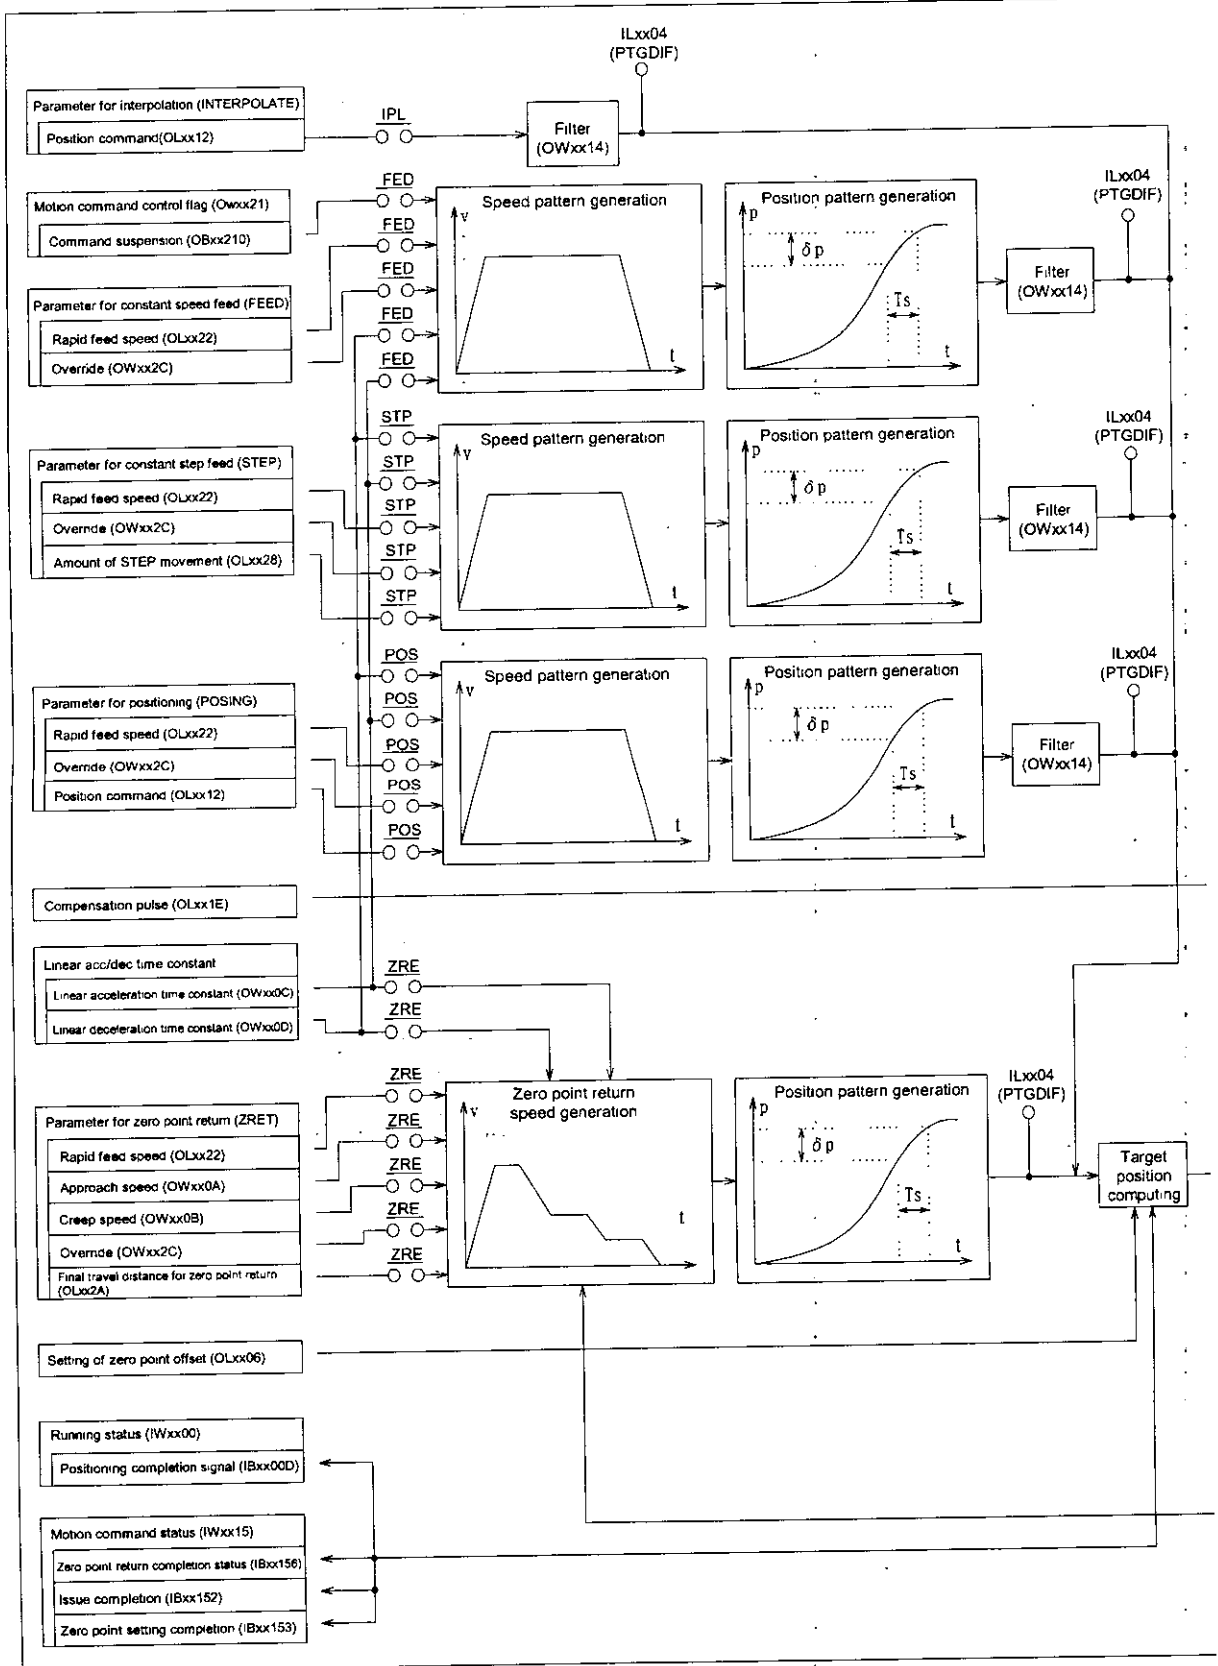 ILxx04
(PTGDIF)
Parameter for interpolation (INTERPOLATE)
Position command(OLxx12)
IPL
Filter
(OWxx14)
Motion command control flag (Owxx21)
Command suspension (OBxx210)
Parameter for constant speed feed (FEED)
Rapid feed speed (OLxx22)
Override (OWxx2C)
FED
FED
FED
FED
FED
Speed pattern generation
v
t
Position pattern generation
p
δ p
Ts
t
Filter
(OWxx14)
ILxx04
(PTGDIF)
Parameter for constant step feed (STEP)
Rapid feed speed (OLxx22)
Override (OWxx2C)
Amount of STEP movement (OLxx28)
STP
STP
STP
STP
STP
Speed pattern generation
v
t
Position pattern generation
p
δ p
Ts
t
Filter
(OWxx14)
ILxx04
(PTGDIF)
Parameter for positioning (POSING)
Rapid feed speed (OLxx22)
Override (OWxx2C)
Position command (OLxx12)
POS
POS
POS
POS
POS
Speed pattern generation
v
t
Position pattern generation
p
δ p
Ts
t
Filter
(OWxx14)
ILxx04
(PTGDIF)
Compensation pulse (OLxx1E)
Linear acc/dec time constant
Linear acceleration time constant (OWxx0C)
Linear deceleration time constant (OWxx0D)
ZRE
ZRE
Parameter for zero point return (ZRET)
Rapid feed speed (OLxx22)
Approach speed (OWxx0A)
Creep speed (OWxx0B)
Override (OWxx2C)
Final travel distance for zero point return
(OLxx2A)
ZRE
ZRE
ZRE
ZRE
ZRE
Zero point return
speed generation
v
t
Position pattern generation
p
δ p
Ts
t
ILxx04
(PTGDIF)
Target
position
computing
Setting of zero point offset (OLxx06)
Running status (IWxx00)
Positioning completion signal (IBxx00D)
Motion command status (IWxx15)
Zero point return completion status (IBxx156)
Issue completion (IBxx152)
Zero point setting completion (IBxx153)